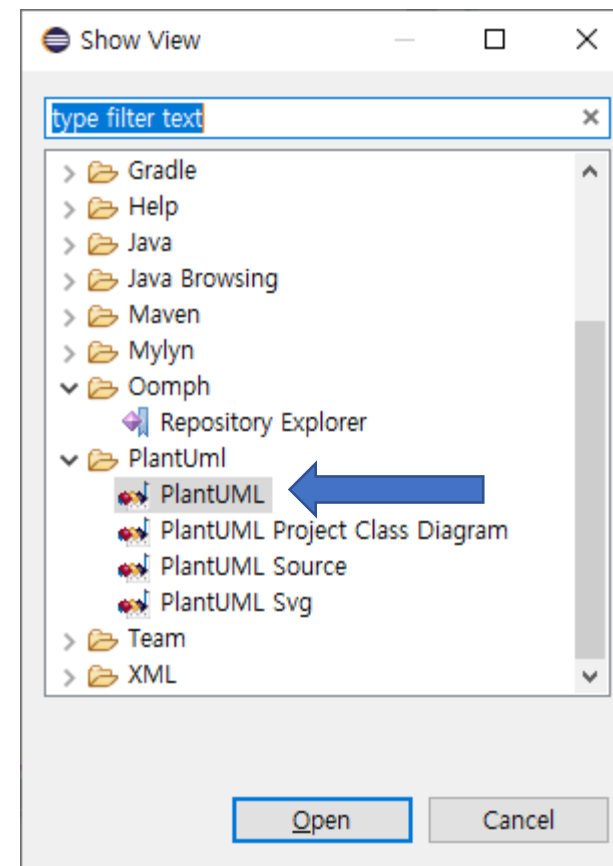 Show View
type filter text
Gradle
Help
Java
Java Browsing
Maven
Mylyn
Oomph
Repository Explorer
PlantUml
PlantUML
PlantUML Project Class Diagram
PlantUML Source
PlantUML Svg
Team
XML
Open Cancel